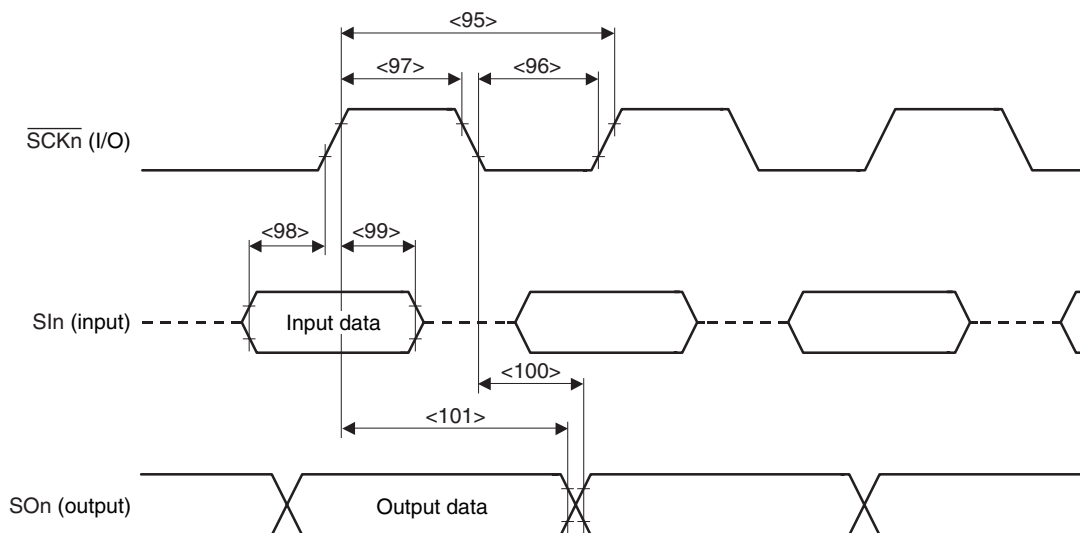 <95>
<97>
<96>
SCKn (I/O)
<98>
<99>
SIn (input)
Input data
<100>
<101>
SOn (output)
Output data